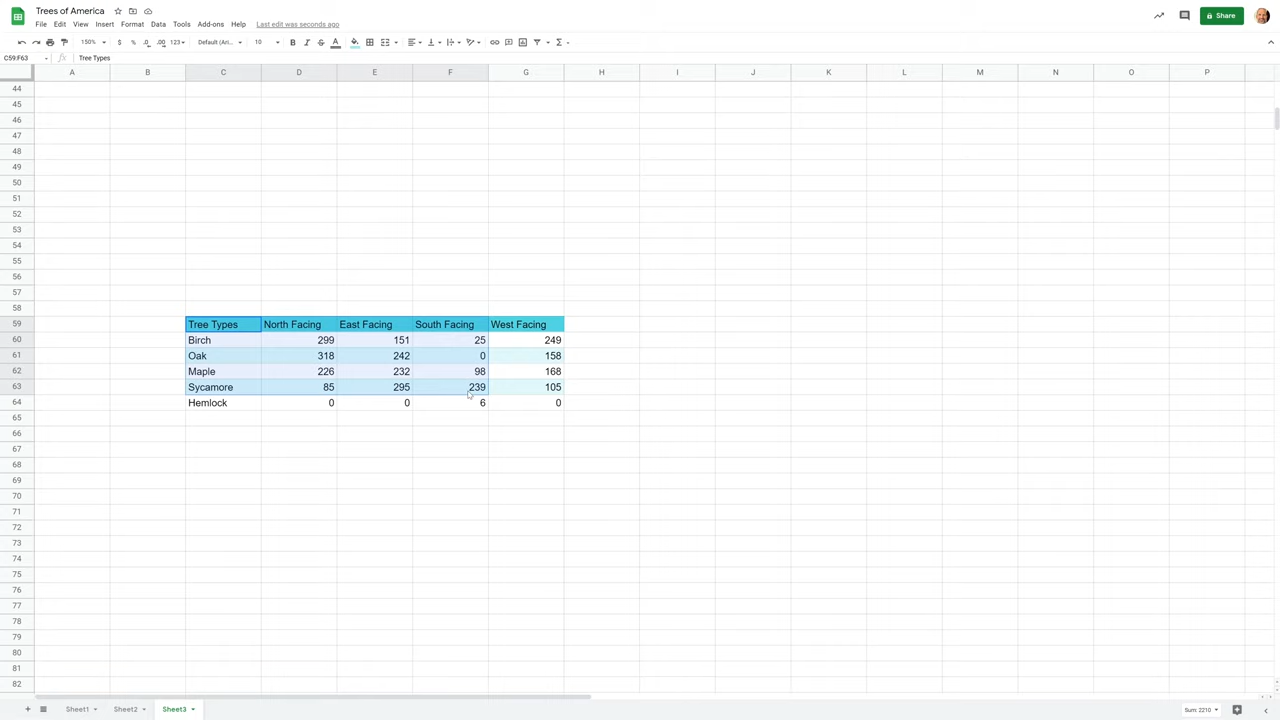 Trees of America
File Edit View Insert Format Data Tools Add-ons Help Last edit was seconds ago
Share
150% $ % .0 .00 123 Default (Ari... 10 B I S A
C59:F63 fx Tree Types
A B C D E F G H I J K L M N O P
44
45
46
47
48
49
50
51
52
53
54
55
56
57
58
59 Tree Types North Facing East Facing South Facing West Facing
60 Birch 299 151 25 249
61 Oak 318 242 0 158
62 Maple 226 232 98 168
63 Sycamore 85 295 239 105
64 Hemlock 0 0 6 0
65
66
67
68
69
70
71
72
73
74
75
76
77
78
79
80
81
82
+ Sheet1 Sheet2 Sheet3 Sum: 2210